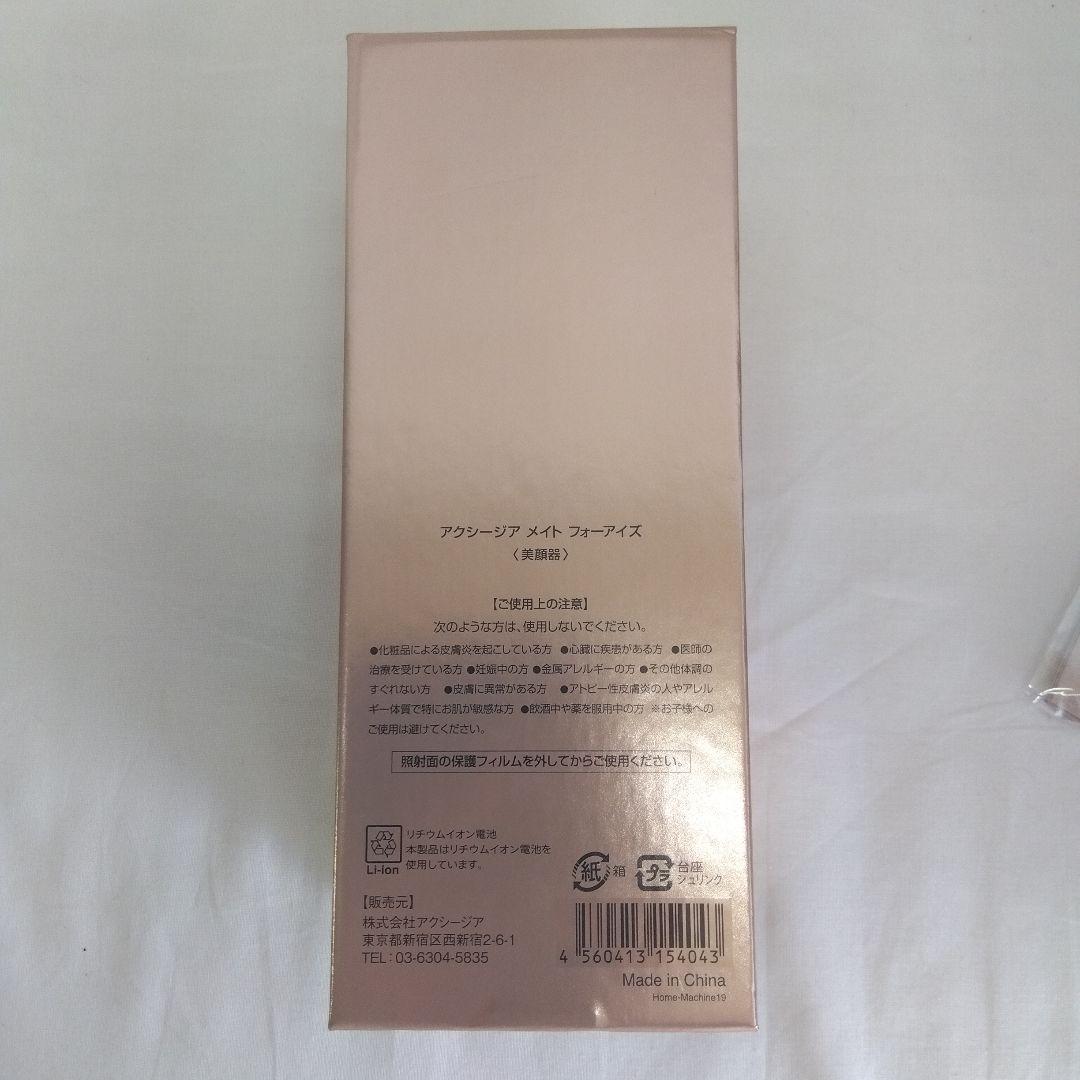 アクシージア メイト フォーアイズ
〈美顔器〉
【ご使用上の注意】
次のような方は、使用しないでください。
●化粧品による皮膚炎を起こしている方 ●心臓に疾患がある方 ●医師の
治療を受けている方 ●妊娠中の方 ●金属アレルギーの方 ●その他体調の
すぐれない方 ●皮膚に異常がある方 ●アトピー性皮膚炎の人やアレル
ギー体質で特にお肌が敏感な方 ●飲酒中や薬を服用中の方 ※お子様への
ご使用は避けてください。
照射面の保護フィルムを外してからご使用ください。
リチウムイオン電池
本製品はリチウムイオン電池を
使用しています。
Li-ion
紙 箱
プラ 台座
シュリンク
【販売元】
株式会社アクシージア
東京都新宿区西新宿2-6-1
TEL：03-6304-5835
4 560413 154043
Made in China
Home-Machine19